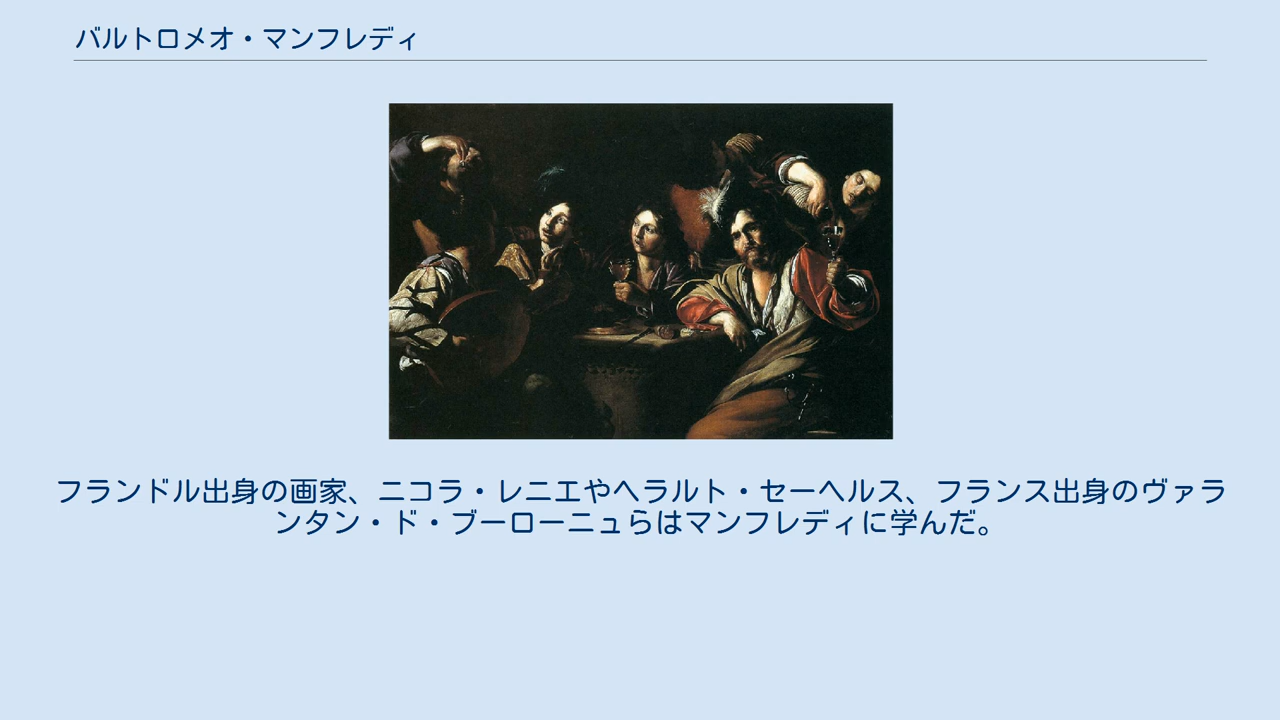 バルトロメオ・マンフレディ
フランドル出身の画家、ニコラ・レニエやヘラルト・セーヘルス、フランス出身のヴァラ
ンタン・ド・ブーローニュらはマンフレディに学んだ。